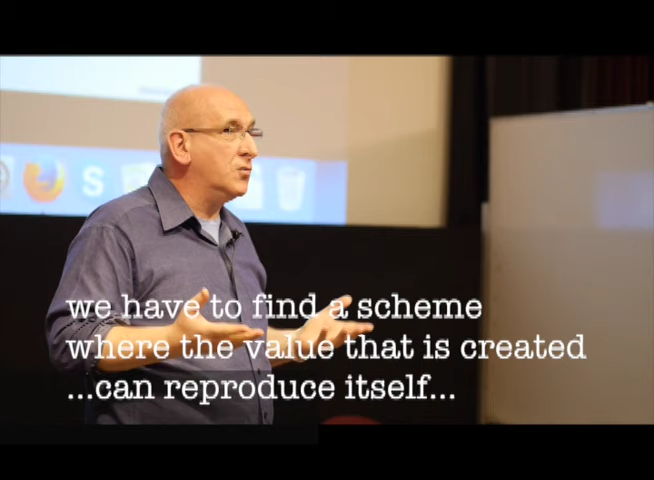 we have to find a scheme
where the value that is created
...can reproduce itself...